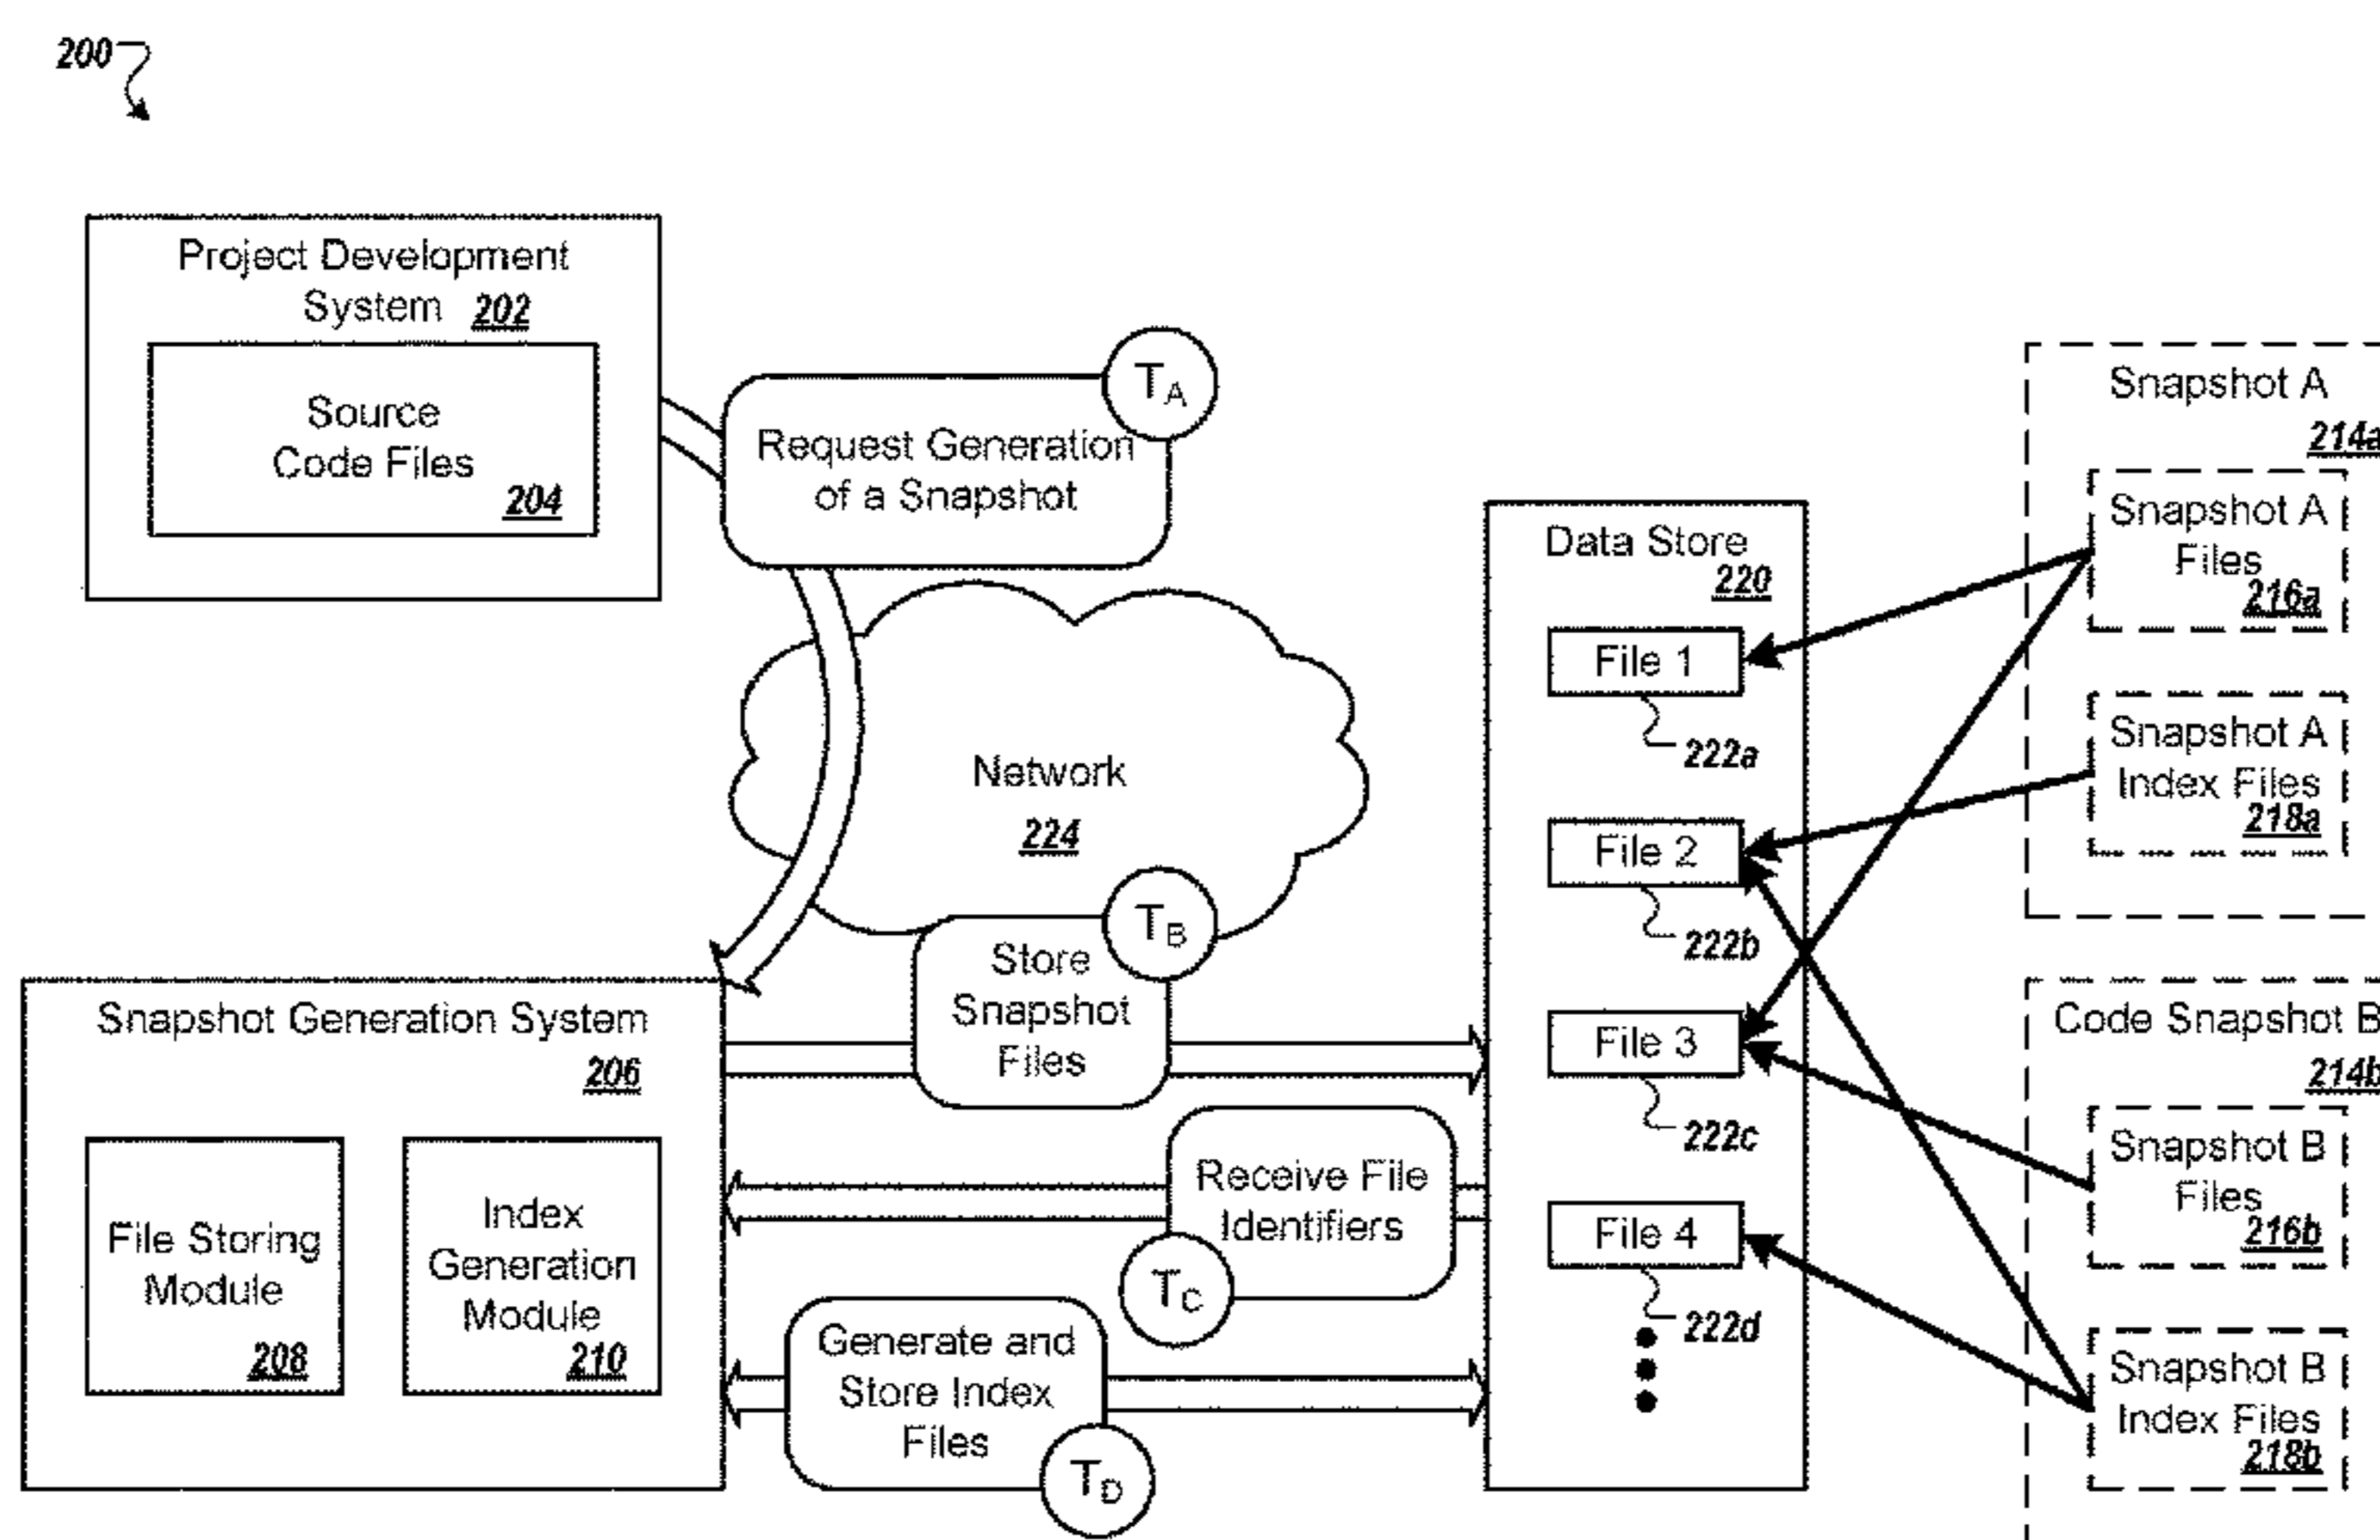 200
Project Development
System 202
Source
Code Files
204
Request Generation
of a Snapshot
TA
Network
224
Snapshot Generation System
206
File Storing
Module
208
Index
Generation
Module
210
Store
Snapshot
Files
TB
Receive File
Identifiers
TC
Generate and
Store Index
Files
TD
Data Store
220
File 1
222a
File 2
222b
File 3
222c
File 4
222d
Snapshot A
214a
Snapshot A
Files
216a
Snapshot A
Index Files
218a
Code Snapshot B
214b
Snapshot B
Files
216b
Snapshot B
Index Files
218b